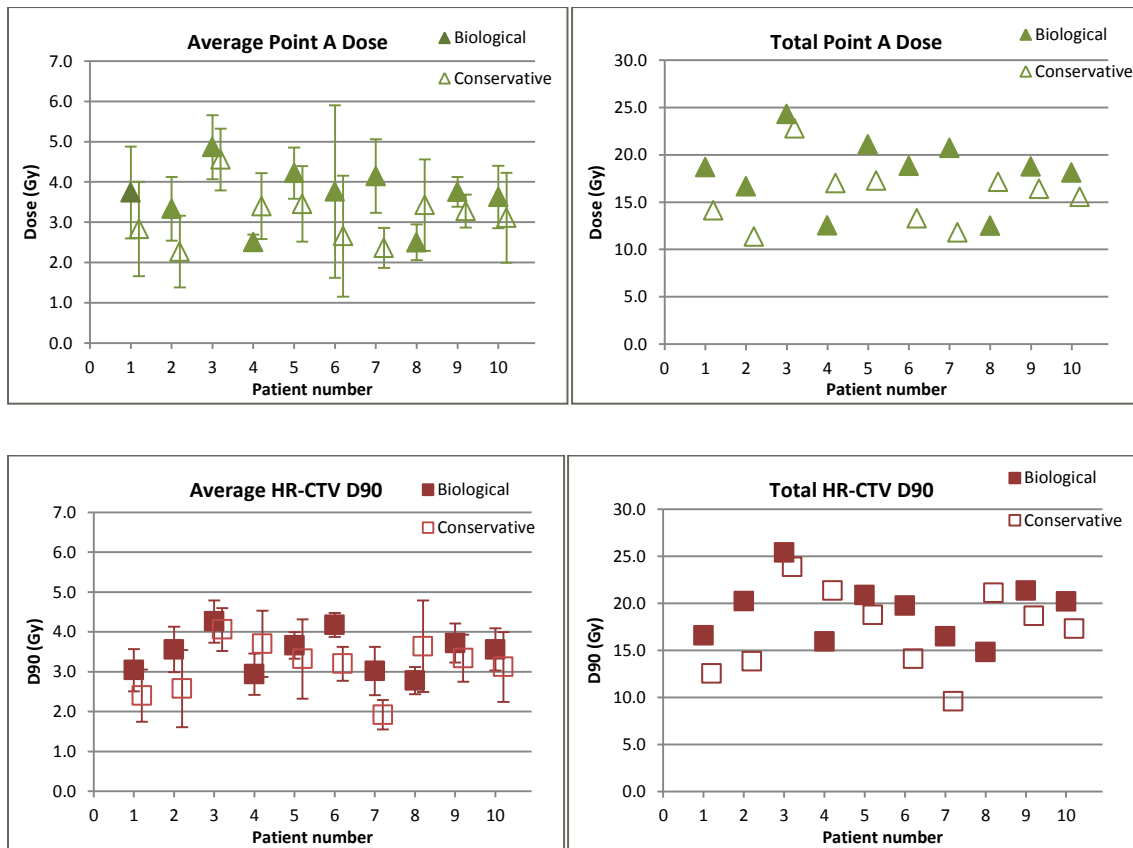 Average Point A Dose
Biological
Conservative
Dose (Gy)
7.0
6.0
5.0
4.0
3.0
2.0
1.0
0.0
0 1 2 3 4 5 6 7 8 9 10
Patient number
Total Point A Dose
Biological
Conservative
Dose (Gy)
30.0
25.0
20.0
15.0
10.0
5.0
0.0
0 1 2 3 4 5 6 7 8 9 10
Patient number
Average HR-CTV D90
Biological
Conservative
D90 (Gy)
7.0
6.0
5.0
4.0
3.0
2.0
1.0
0.0
0 1 2 3 4 5 6 7 8 9 10
Patient number
Total HR-CTV D90
Biological
Conservative
D90 (Gy)
30.0
25.0
20.0
15.0
10.0
5.0
0.0
0 1 2 3 4 5 6 7 8 9 10
Patient number